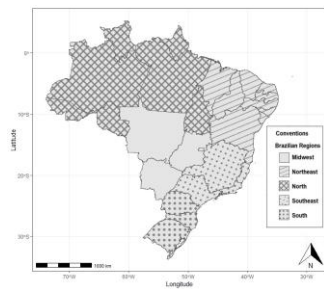 0°
10°S
20°S
30°S
Latitude
70°W
60°W
50°W
40°W
30°W
Longitude
Conventions
Brazilian Regions
Midwest
Northeast
North
Southeast
South
1000 km
N